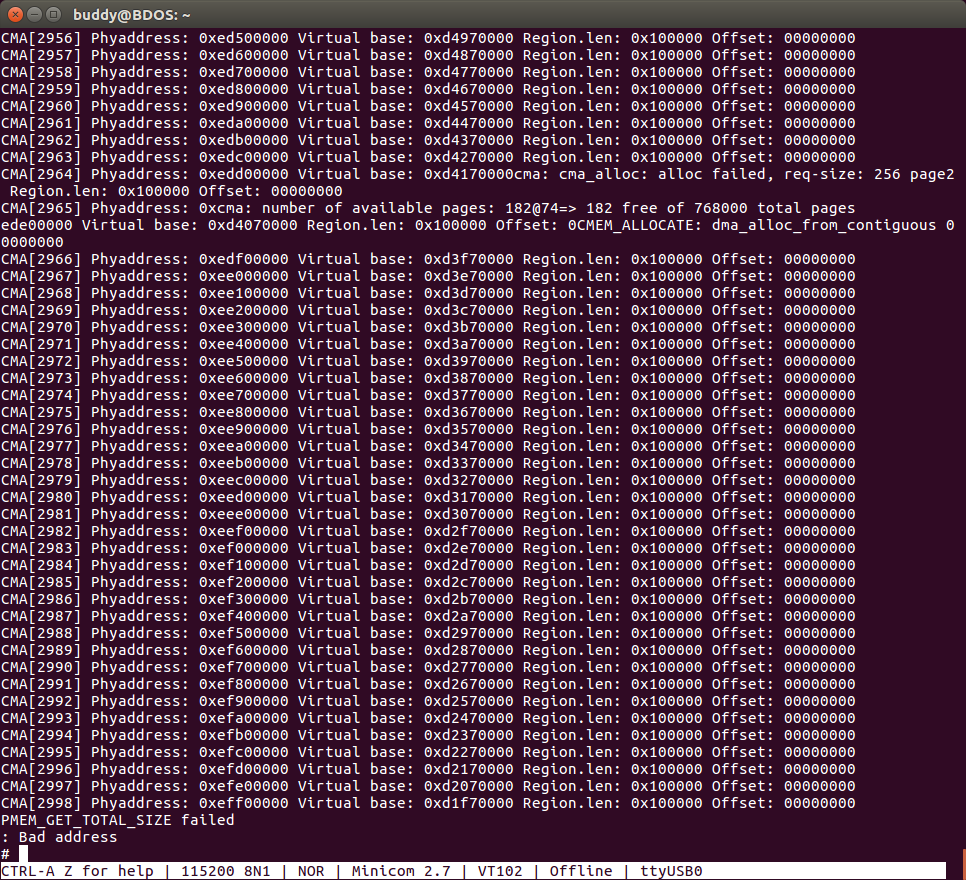 buddy@BDOS: ~
CMA[2956] Phyaddress: 0xed500000 Virtual base: 0xd4970000 Region.len: 0x100000 Offset: 00000000
CMA[2957] Phyaddress: 0xed600000 Virtual base: 0xd4870000 Region.len: 0x100000 Offset: 00000000
CMA[2958] Phyaddress: 0xed700000 Virtual base: 0xd4770000 Region.len: 0x100000 Offset: 00000000
CMA[2959] Phyaddress: 0xed800000 Virtual base: 0xd4670000 Region.len: 0x100000 Offset: 00000000
CMA[2960] Phyaddress: 0xed900000 Virtual base: 0xd4570000 Region.len: 0x100000 Offset: 00000000
CMA[2961] Phyaddress: 0xeda00000 Virtual base: 0xd4470000 Region.len: 0x100000 Offset: 00000000
CMA[2962] Phyaddress: 0xedb00000 Virtual base: 0xd4370000 Region.len: 0x100000 Offset: 00000000
CMA[2963] Phyaddress: 0xedc00000 Virtual base: 0xd4270000 Region.len: 0x100000 Offset: 00000000
CMA[2964] Phyaddress: 0xedd00000 Virtual base: 0xd4170000cma: cma_alloc: alloc failed, req-size: 256 page2
 Region.len: 0x100000 Offset: 00000000
CMA[2965] Phyaddress: 0xcma: number of available pages: 182@74=> 182 free of 768000 total pages
ede00000 Virtual base: 0xd4070000 Region.len: 0x100000 Offset: 0CMEM_ALLOCATE: dma_alloc_from_contiguous 0
0000000
CMA[2966] Phyaddress: 0xedf00000 Virtual base: 0xd3f70000 Region.len: 0x100000 Offset: 00000000
CMA[2967] Phyaddress: 0xee000000 Virtual base: 0xd3e70000 Region.len: 0x100000 Offset: 00000000
CMA[2968] Phyaddress: 0xee100000 Virtual base: 0xd3d70000 Region.len: 0x100000 Offset: 00000000
CMA[2969] Phyaddress: 0xee200000 Virtual base: 0xd3c70000 Region.len: 0x100000 Offset: 00000000
CMA[2970] Phyaddress: 0xee300000 Virtual base: 0xd3b70000 Region.len: 0x100000 Offset: 00000000
CMA[2971] Phyaddress: 0xee400000 Virtual base: 0xd3a70000 Region.len: 0x100000 Offset: 00000000
CMA[2972] Phyaddress: 0xee500000 Virtual base: 0xd3970000 Region.len: 0x100000 Offset: 00000000
CMA[2973] Phyaddress: 0xee600000 Virtual base: 0xd3870000 Region.len: 0x100000 Offset: 00000000
CMA[2974] Phyaddress: 0xee700000 Virtual base: 0xd3770000 Region.len: 0x100000 Offset: 00000000
CMA[2975] Phyaddress: 0xee800000 Virtual base: 0xd3670000 Region.len: 0x100000 Offset: 00000000
CMA[2976] Phyaddress: 0xee900000 Virtual base: 0xd3570000 Region.len: 0x100000 Offset: 00000000
CMA[2977] Phyaddress: 0xeea00000 Virtual base: 0xd3470000 Region.len: 0x100000 Offset: 00000000
CMA[2978] Phyaddress: 0xeeb00000 Virtual base: 0xd3370000 Region.len: 0x100000 Offset: 00000000
CMA[2979] Phyaddress: 0xeec00000 Virtual base: 0xd3270000 Region.len: 0x100000 Offset: 00000000
CMA[2980] Phyaddress: 0xeed00000 Virtual base: 0xd3170000 Region.len: 0x100000 Offset: 00000000
CMA[2981] Phyaddress: 0xeee00000 Virtual base: 0xd3070000 Region.len: 0x100000 Offset: 00000000
CMA[2982] Phyaddress: 0xeef00000 Virtual base: 0xd2f70000 Region.len: 0x100000 Offset: 00000000
CMA[2983] Phyaddress: 0xef000000 Virtual base: 0xd2e70000 Region.len: 0x100000 Offset: 00000000
CMA[2984] Phyaddress: 0xef100000 Virtual base: 0xd2d70000 Region.len: 0x100000 Offset: 00000000
CMA[2985] Phyaddress: 0xef200000 Virtual base: 0xd2c70000 Region.len: 0x100000 Offset: 00000000
CMA[2986] Phyaddress: 0xef300000 Virtual base: 0xd2b70000 Region.len: 0x100000 Offset: 00000000
CMA[2987] Phyaddress: 0xef400000 Virtual base: 0xd2a70000 Region.len: 0x100000 Offset: 00000000
CMA[2988] Phyaddress: 0xef500000 Virtual base: 0xd2970000 Region.len: 0x100000 Offset: 00000000
CMA[2989] Phyaddress: 0xef600000 Virtual base: 0xd2870000 Region.len: 0x100000 Offset: 00000000
CMA[2990] Phyaddress: 0xef700000 Virtual base: 0xd2770000 Region.len: 0x100000 Offset: 00000000
CMA[2991] Phyaddress: 0xef800000 Virtual base: 0xd2670000 Region.len: 0x100000 Offset: 00000000
CMA[2992] Phyaddress: 0xef900000 Virtual base: 0xd2570000 Region.len: 0x100000 Offset: 00000000
CMA[2993] Phyaddress: 0xefa00000 Virtual base: 0xd2470000 Region.len: 0x100000 Offset: 00000000
CMA[2994] Phyaddress: 0xefb00000 Virtual base: 0xd2370000 Region.len: 0x100000 Offset: 00000000
CMA[2995] Phyaddress: 0xefc00000 Virtual base: 0xd2270000 Region.len: 0x100000 Offset: 00000000
CMA[2996] Phyaddress: 0xefd00000 Virtual base: 0xd2170000 Region.len: 0x100000 Offset: 00000000
CMA[2997] Phyaddress: 0xefe00000 Virtual base: 0xd2070000 Region.len: 0x100000 Offset: 00000000
CMA[2998] Phyaddress: 0xeff00000 Virtual base: 0xd1f70000 Region.len: 0x100000 Offset: 00000000
PMEM_GET_TOTAL_SIZE failed
: Bad address
#
CTRL-A Z for help | 115200 8N1 | NOR | Minicom 2.7 | VT102 | Offline | ttyUSB0